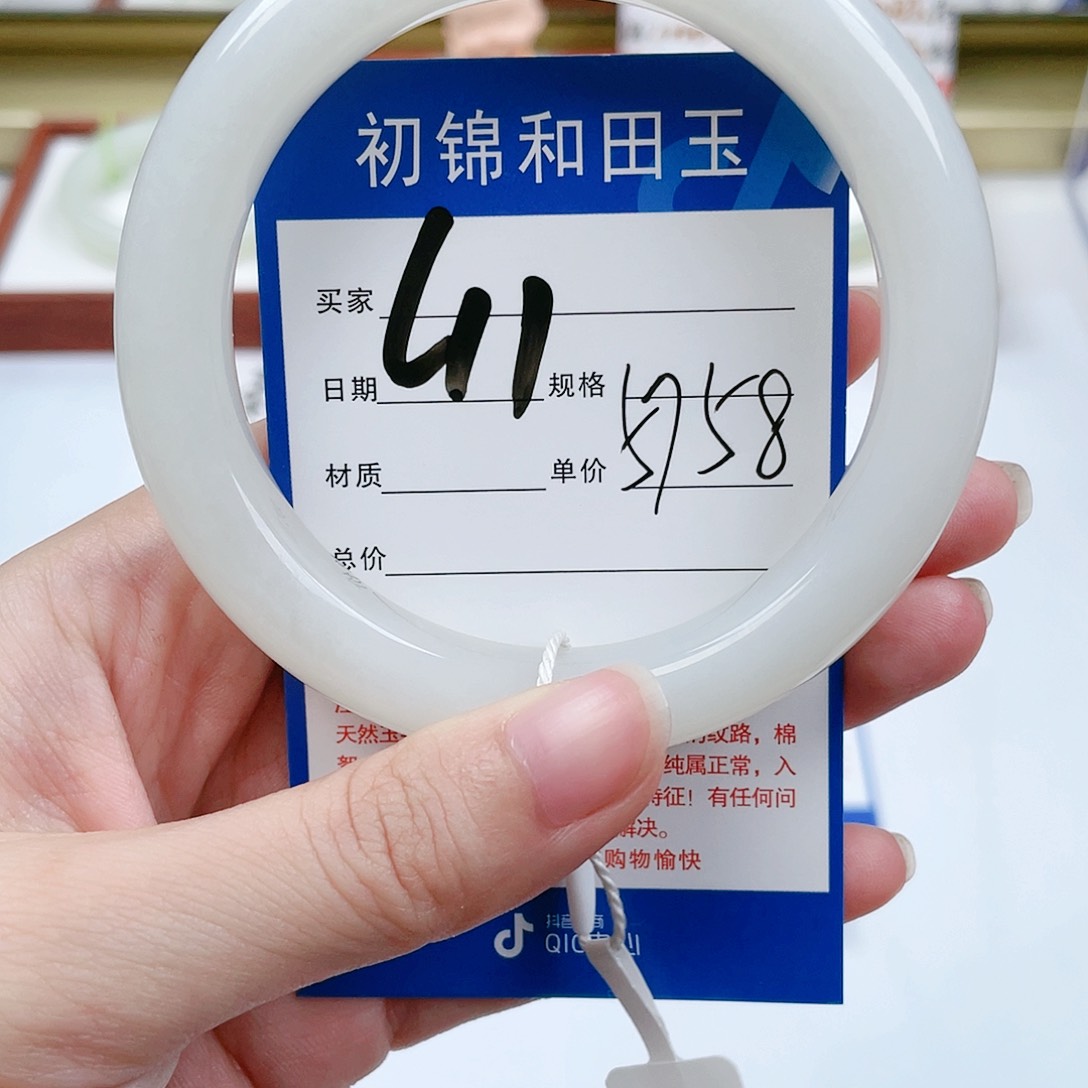 初锦和田玉
买家
41
日期 规格
材质 单价 58
总价
天然玉 纹路，棉
絮 纯属正常，入
特征！有任何问
解决。
购物愉快
抖音 商
QIC